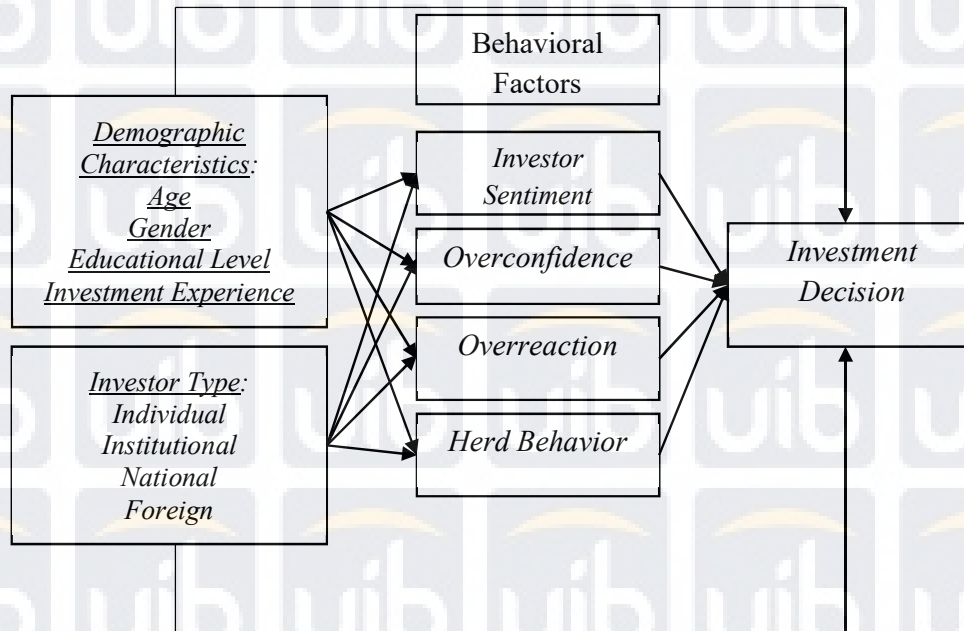 Behavioral
Factors
Demographic
Characteristics:
Age
Gender
Educational Level
Investment Experience
Investor Type:
Individual
Institutional
National
Foreign
Investor
Sentiment
Overconfidence
Overreaction
Herd Behavior
Investment
Decision
uib